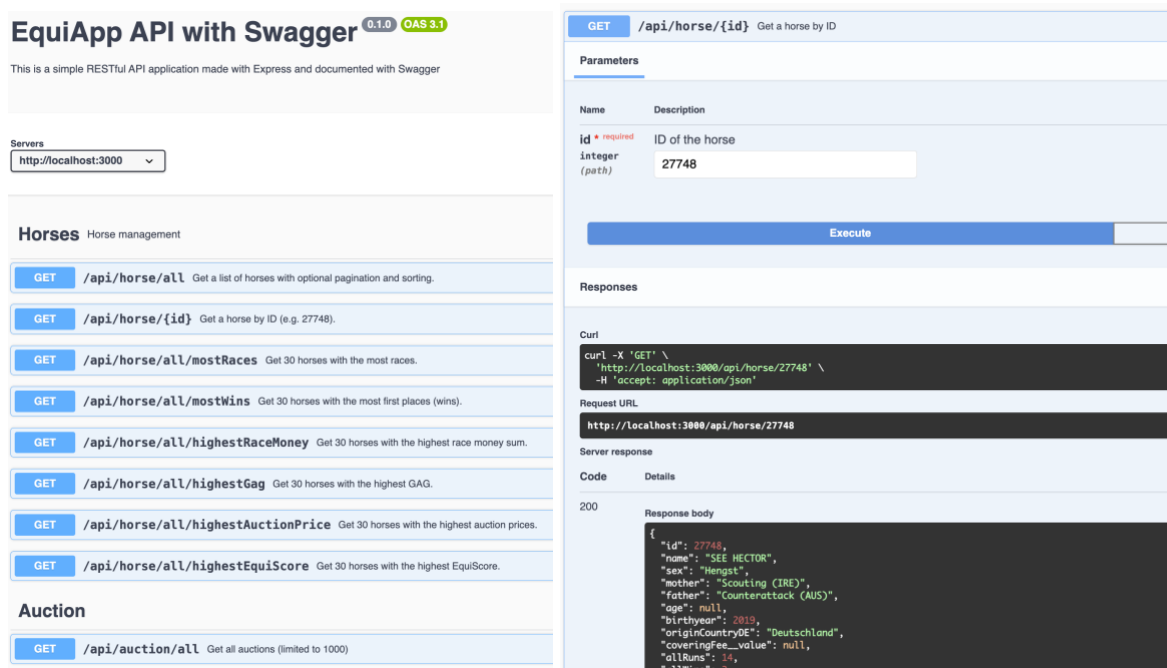 EquiApp API with Swagger 0.1.0 OAS 3.1
This is a simple RESTful API application made with Express and documented with Swagger
Servers
http://localhost:3000
Horses Horse management
GET /api/horse/all Get a list of horses with optional pagination and sorting.
GET /api/horse/{id} Get a horse by ID (e.g. 27748).
GET /api/horse/all/mostRaces Get 30 horses with the most races.
GET /api/horse/all/mostWins Get 30 horses with the most first places (wins).
GET /api/horse/all/highestRaceMoney Get 30 horses with the highest race money sum.
GET /api/horse/all/highestGag Get 30 horses with the highest GAG.
GET /api/horse/all/highestAuctionPrice Get 30 horses with the highest auction prices.
GET /api/horse/all/highestEquiScore Get 30 horses with the highest EquiScore.
Auction
GET /api/auction/all Get all auctions (limited to 1000)
GET /api/horse/{id} Get a horse by ID
Parameters
Name Description
id * required ID of the horse
integer
27748
(path)
Execute
Responses
Curl
curl -X 'GET' \
'http://localhost:3000/api/horse/27748' \
-H 'accept: application/json'
Request URL
http://localhost:3000/api/horse/27748
Server response
Code Details
200
Response body
{
"id": 27748,
"name": "SEE HECTOR",
"sex": "Hengst",
"mother": "Scouting (IRE)",
"father": "Counterattack (AUS)",
"age": null,
"birthyear": 2019,
"originCountryDE": "Deutschland",
"coveringFee__value": null,
"allRuns": 14,